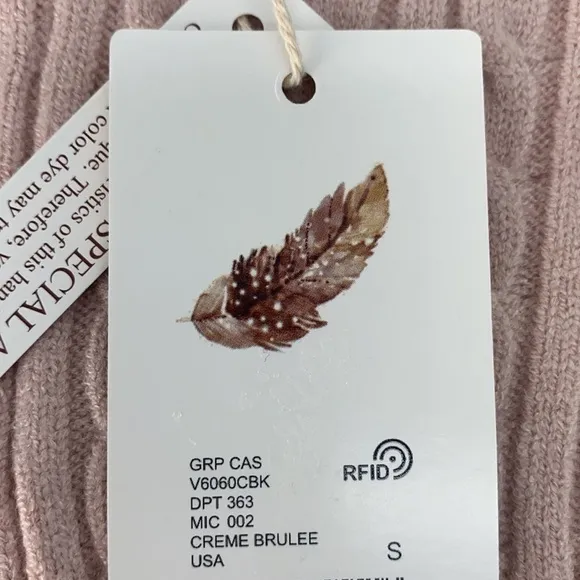 SPECIAL
istics of this han
que. Therefore, y
color dye may t
GRP CAS
V6060CBK
DPT 363
MIC 002
CREME BRULEE
USA
RFID
S